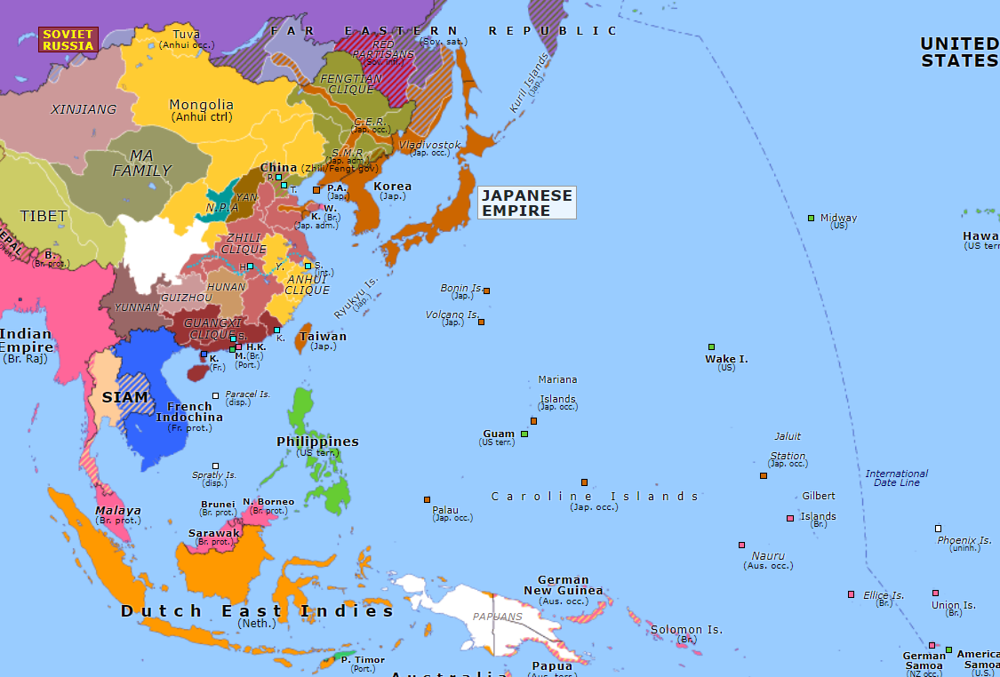 FAR EASTERN REPUBLIC
(Sov. sat.)
SOVIET
RUSSIA
Tuva
(Anhui occ.)
RED
PARTISANS
(Sov. infl.)
UNITED
STATES
Kuril Islands
(Jap.)
FENGTIAN
CLIQUE
XINJIANG
Mongolia
(Anhui ctrl)
C.E.R.
(Jap. occ.)
Vladivostok
(Jap. occ.)
MA
FAMILY
S.M.R.
(Jap. adm.)
China (Zhili/Fengt gov)
P.
T.
P.A.
(Jap.)
Korea
(Jap.)
JAPANESE
EMPIRE
YAN
N.P.A
W.
(Br.)
K.
(Jap. adm.)
TIBET
Midway
(US)
NEPAL
B.
(Br. prot.)
ZHILI
CLIQUE
Hawa
(US terr
H.
Y.
S.
(int.)
ANHUI
CLIQUE
HUNAN
GUIZHOU
YUNNAN
Ryukyu Is.
(Jap.)
Bonin Is.
(Jap.)
Volcano Is.
(Jap.)
GUANGXI
CLIQUE
S.
K.
Taiwan
(Jap.)
Indian
Empire
(Br. Raj)
H.K.
(Br.)
M.
(Port.)
K.
(Fr.)
Wake I.
(US)
Mariana
Islands
(Jap. occ.)
SIAM
Paracel Is.
(disp.)
French
Indochina
(Fr. prot.)
Guam
(US terr.)
Philippines
(US terr.)
Jaluit
Station
(Jap. occ.)
Spratly Is.
(disp.)
International
Date Line
Caroline Islands
(Jap. occ.)
Gilbert
Islands
(Br.)
Malaya
(Br. prot.)
Brunei
(Br. prot.)
N. Borneo
(Br. prot.)
Palau
(Jap. occ.)
Sarawak
(Br. prot.)
Phoenix Is.
(uninh.)
Nauru
(Aus. occ.)
German
New Guinea
(Aus. occ.)
Ellice Is.
(Br.)
Union Is.
(Br.)
Dutch East Indies
(Neth.)
PAPUANS
Solomon Is.
(Br.)
P. Timor
(Port.)
Papua
(Aus. terr.)
German
Samoa
(NZ occ.)
America
Samoa
(U.S.)
Australia